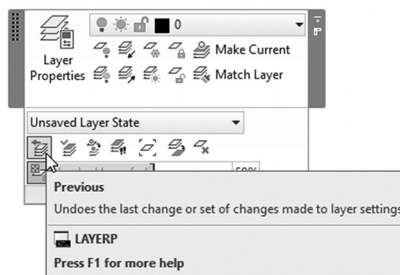 0
Layer
Properties
Make Current
Match Layer
Unsaved Layer State
50%
Previous
Undoes the last change or set of changes made to layer settings
LAYERP
Press F1 for more help